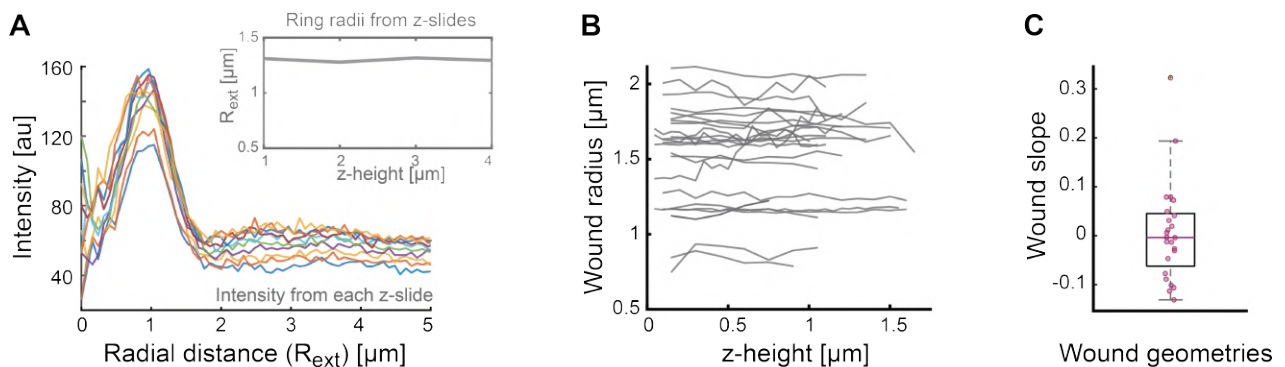 A
Ring radii from z-slides
1.5
1
0.5
R_ext [µm]
1
2
3
4
z-height [µm]
160
120
80
40
Intensity [au]
Intensity from each z-slide
0
1
2
3
4
5
Radial distance (R_ext) [µm]
B
2
1.5
1
0.5
Wound radius [µm]
0
0.5
1
1.5
z-height [µm]
C
0.3
0.2
0.1
0
-0.1
Wound slope
Wound geometries